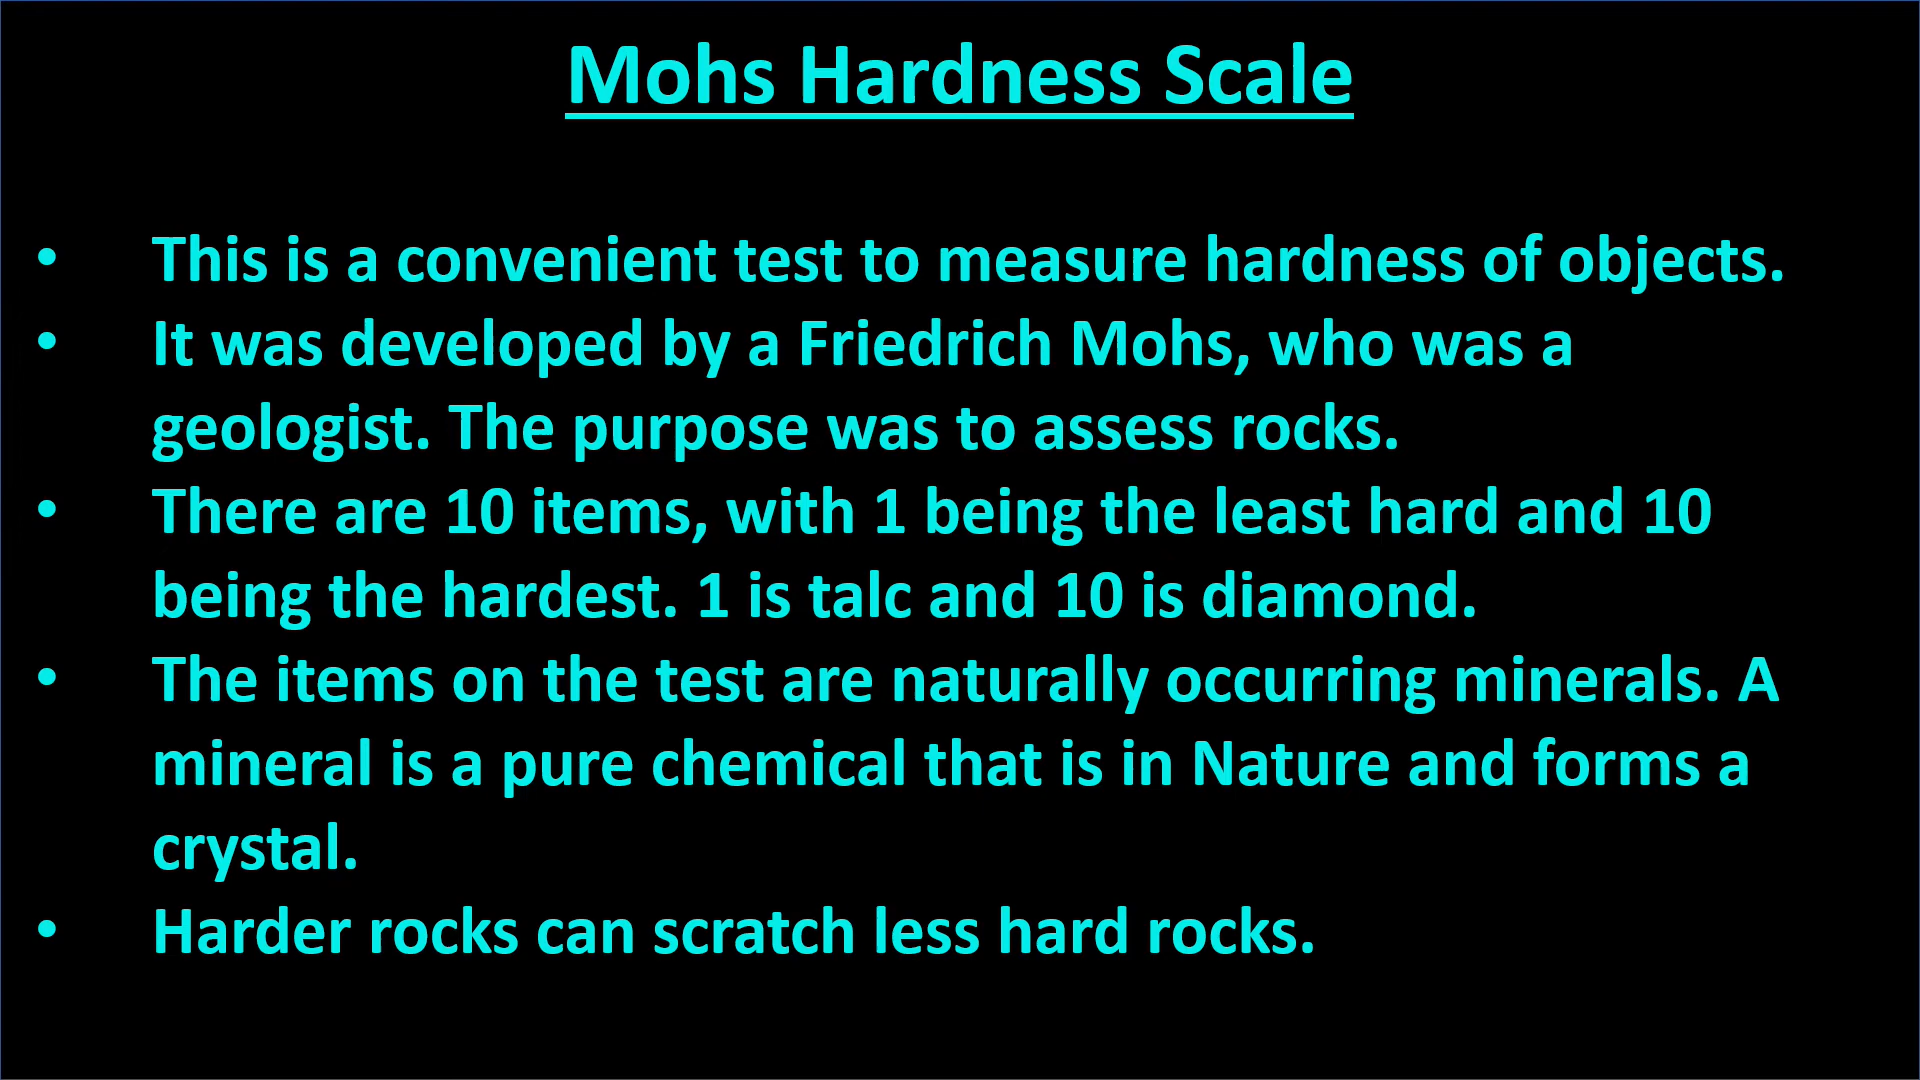 Mohs Hardness Scale
• This is a convenient test to measure hardness of objects.
• It was developed by a Friedrich Mohs, who was a
geologist. The purpose was to assess rocks.
• There are 10 items, with 1 being the least hard and 10
being the hardest. 1 is talc and 10 is diamond.
• The items on the test are naturally occurring minerals. A
mineral is a pure chemical that is in Nature and forms a
crystal.
• Harder rocks can scratch less hard rocks.